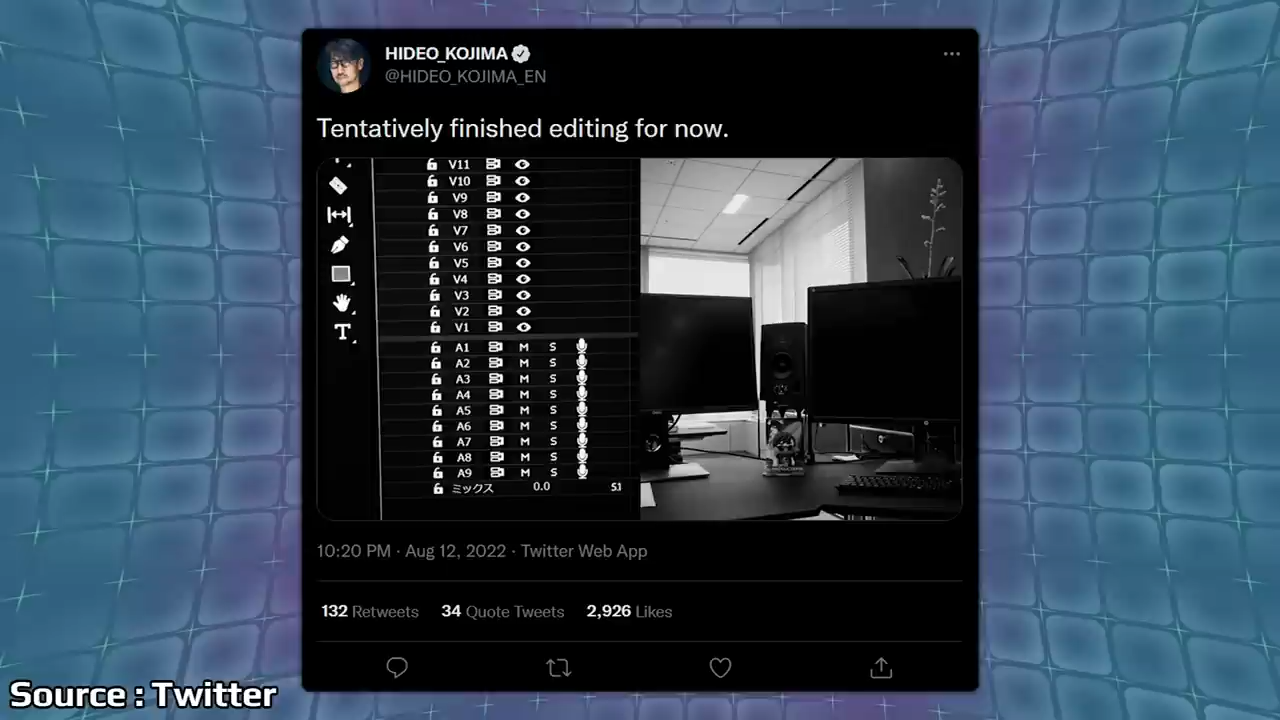 HIDEO_KOJIMA
@HIDEO_KOJIMA_EN
Tentatively finished editing for now.
V11
V10
V9
V8
V7
V6
V5
V4
V3
V2
V1
A1 M S
A2 M S
A3 M S
A4 M S
A5 M S
A6 M S
A7 M S
A8 M S
A9 M S
ミックス 0.0 5.1
T
10:20 PM · Aug 12, 2022 · Twitter Web App
132 Retweets 34 Quote Tweets 2,926 Likes
Source : Twitter